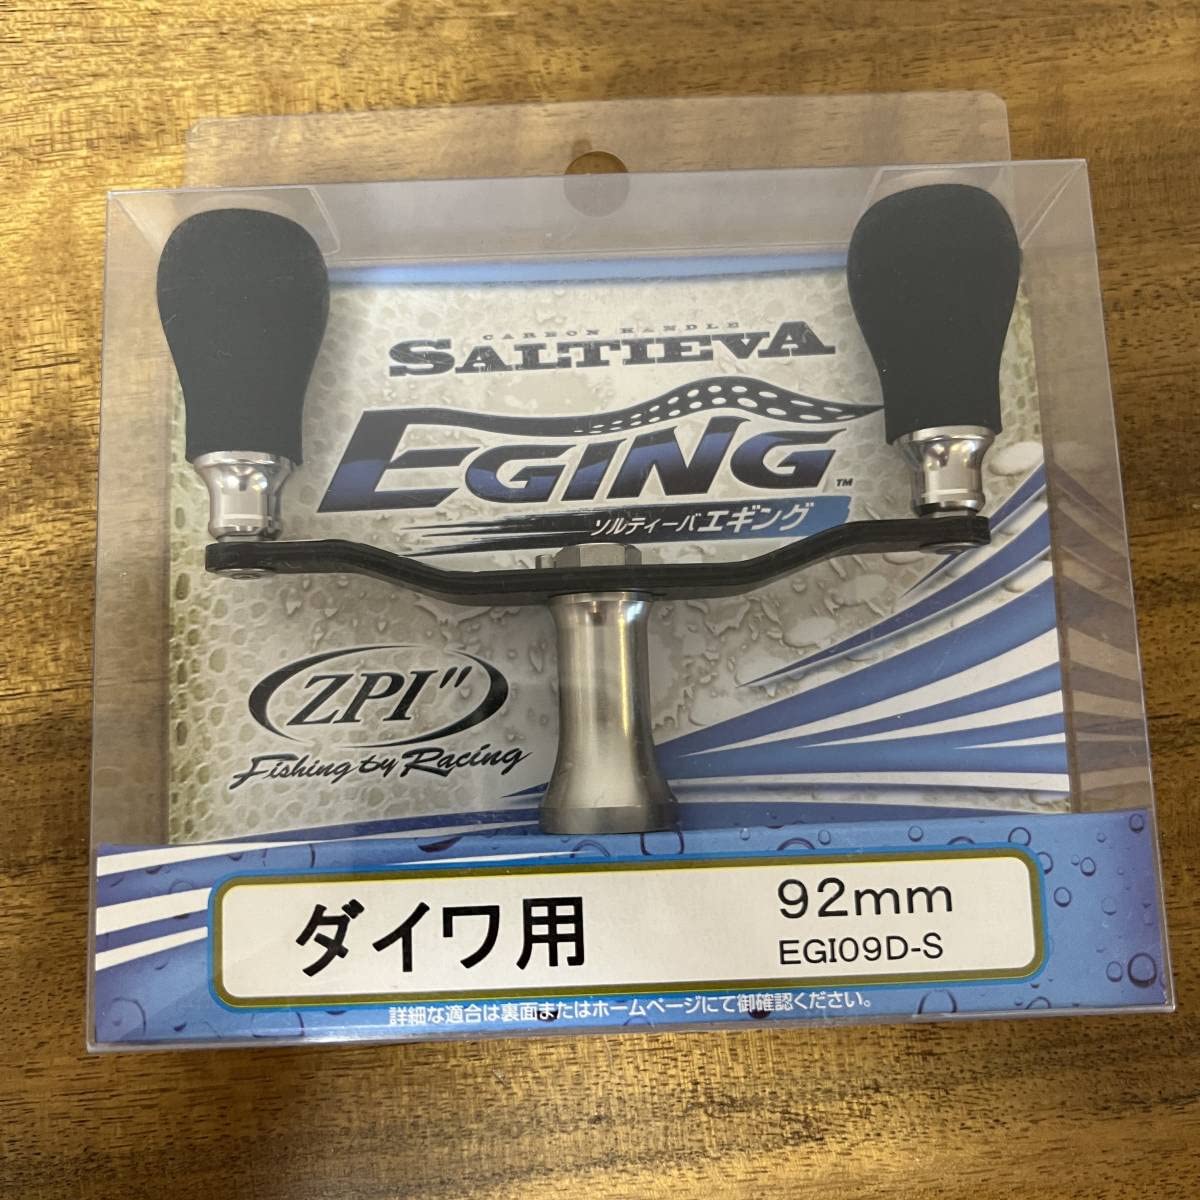 CARBON HANDLE
SALTIEVA
EGING™
ソルティーバエギング
ZPI"
Fishing by Racing
ダイワ用
92mm
EGI09D-S
詳細な適合は裏面またはホームページにて御確認ください。